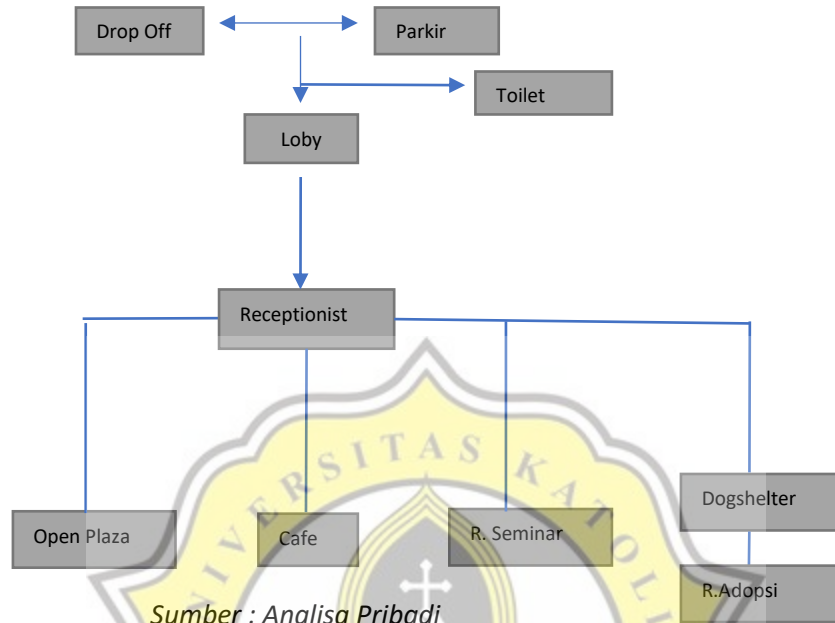 Drop Off
Parkir
Toilet
Loby
Receptionist
Dogshelter
Open Plaza
Cafe
R. Seminar
R.Adopsi
Sumber : Analisa Pribadi